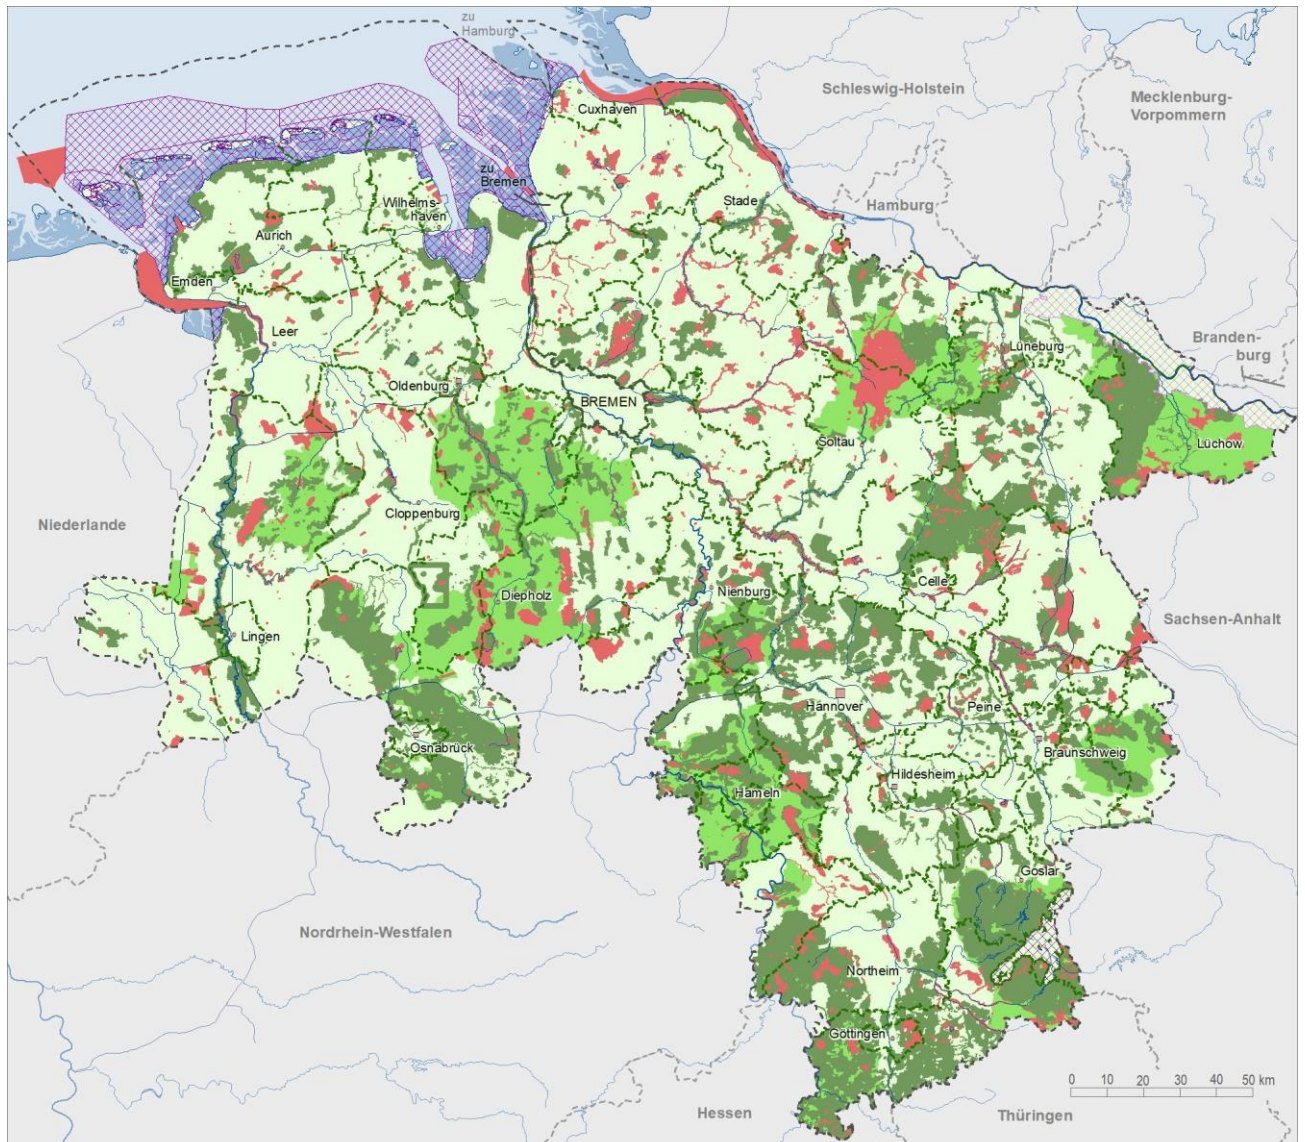 zu
Hamburg
Schleswig-Holstein
Mecklenburg-
Vorpommern
Cuxhaven
zu
Bremen
Wilhelms-
haven
Stade
Hamburg
Aurich
Emden
Leer
Lüneburg
Branden-
burg
Oldenburg
BREMEN
Soltau
Lüchow
Niederlande
Cloppenburg
Celle
Diepholz
Nienburg
Sachsen-Anhalt
Lingen
Hannover
Peine
Osnabrück
Braunschweig
Hildesheim
Hameln
Goslar
Nordrhein-Westfalen
Northeim
Göttingen
0 10 20 30 40 50 km
Hessen
Thüringen